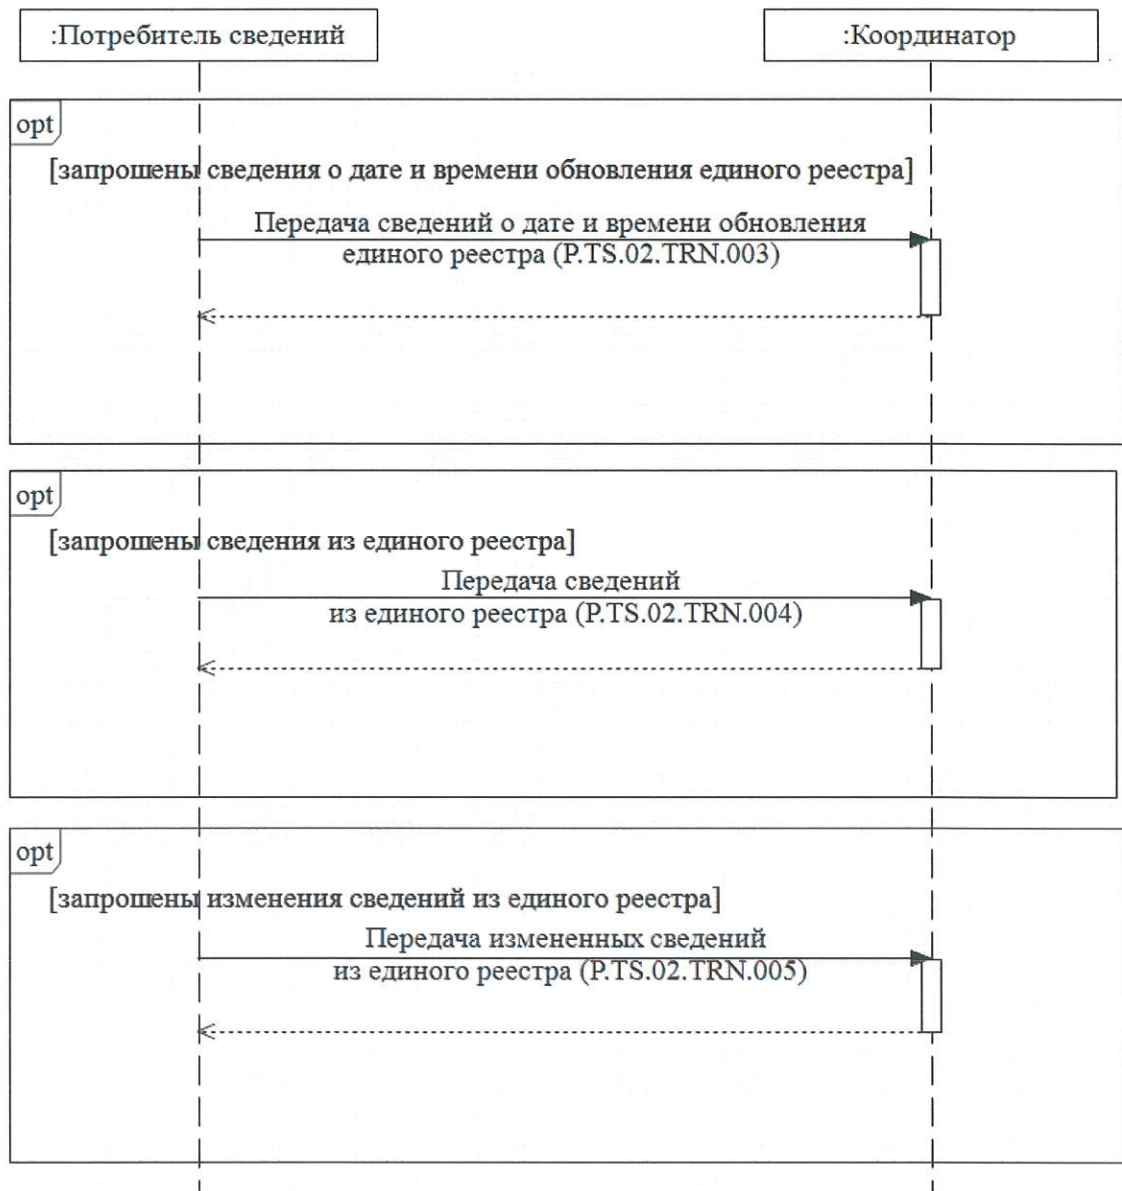 :Потребитель сведений
:Координатор
opt
[запрошены сведения о дате и времени обновления единого реестра]
Передача сведений о дате и времени обновления
единого реестра (P.TS.02.TRN.003)
opt
[запрошены сведения из единого реестра]
Передача сведений
из единого реестра (P.TS.02.TRN.004)
opt
[запрошены изменения сведений из единого реестра]
Передача измененных сведений
из единого реестра (P.TS.02.TRN.005)